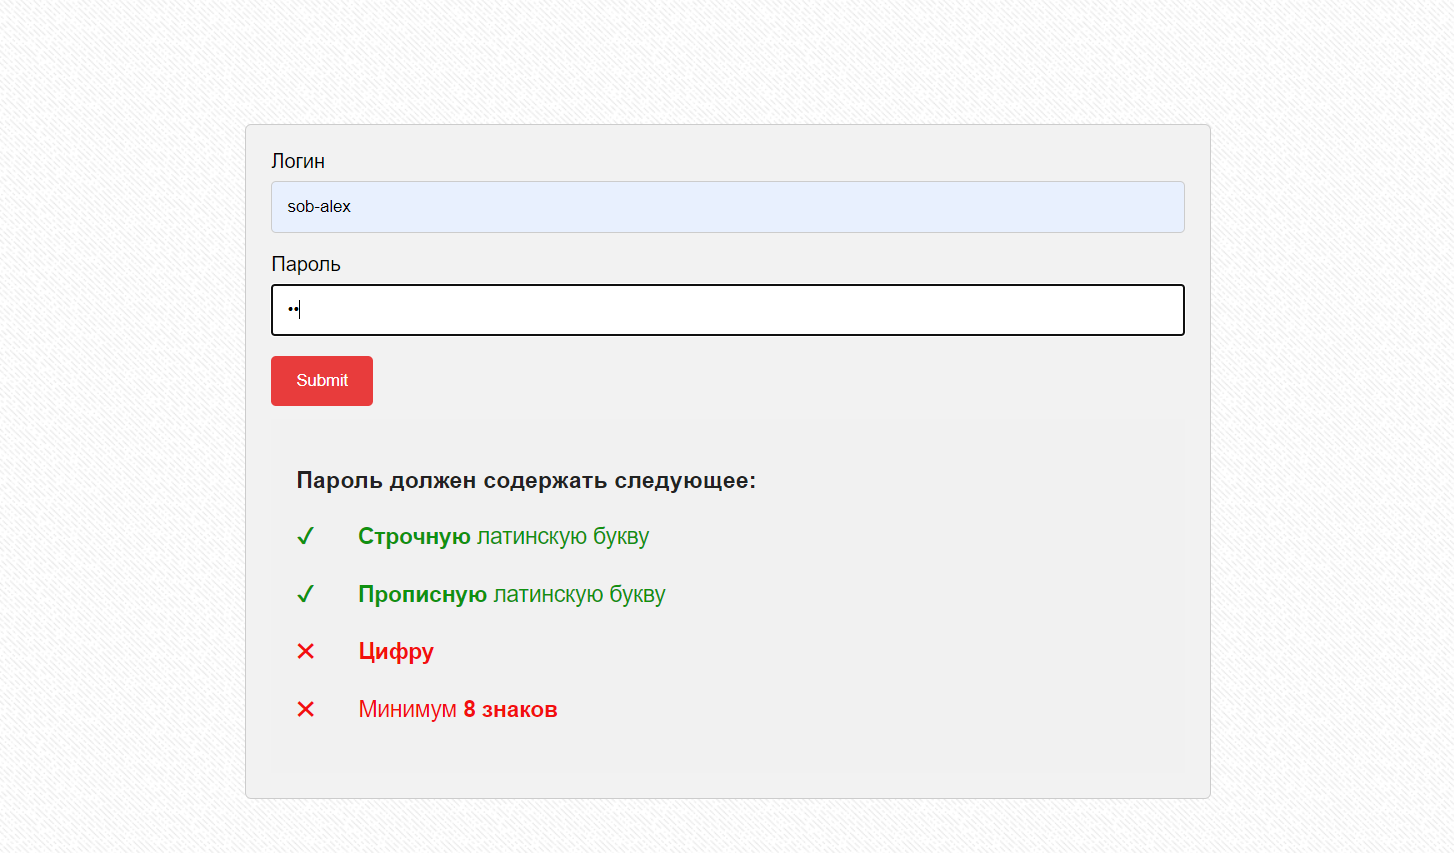 Логин
sob-alex
Пароль
••
Submit
Пароль должен содержать следующее:
✓ Строчную латинскую букву
✓ Прописную латинскую букву
✕ Цифру
✕ Минимум 8 знаков